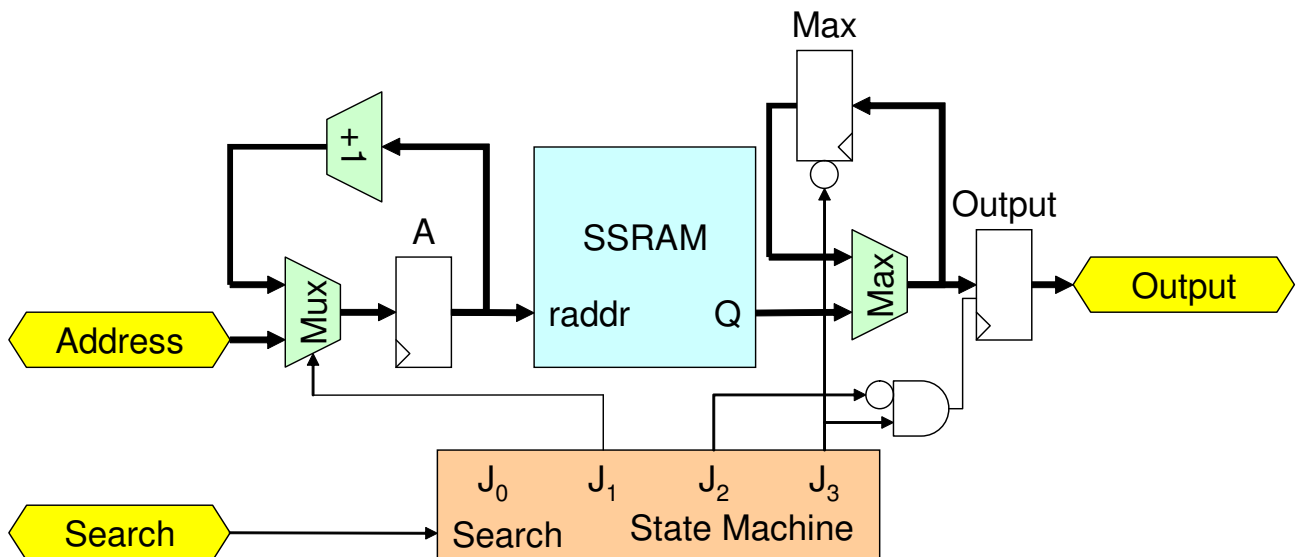 Max
+1
A
SSRAM
Output
Mux
raddr
Q
Max
Output
Address
J0
J1
J2
J3
Search
Search
State Machine